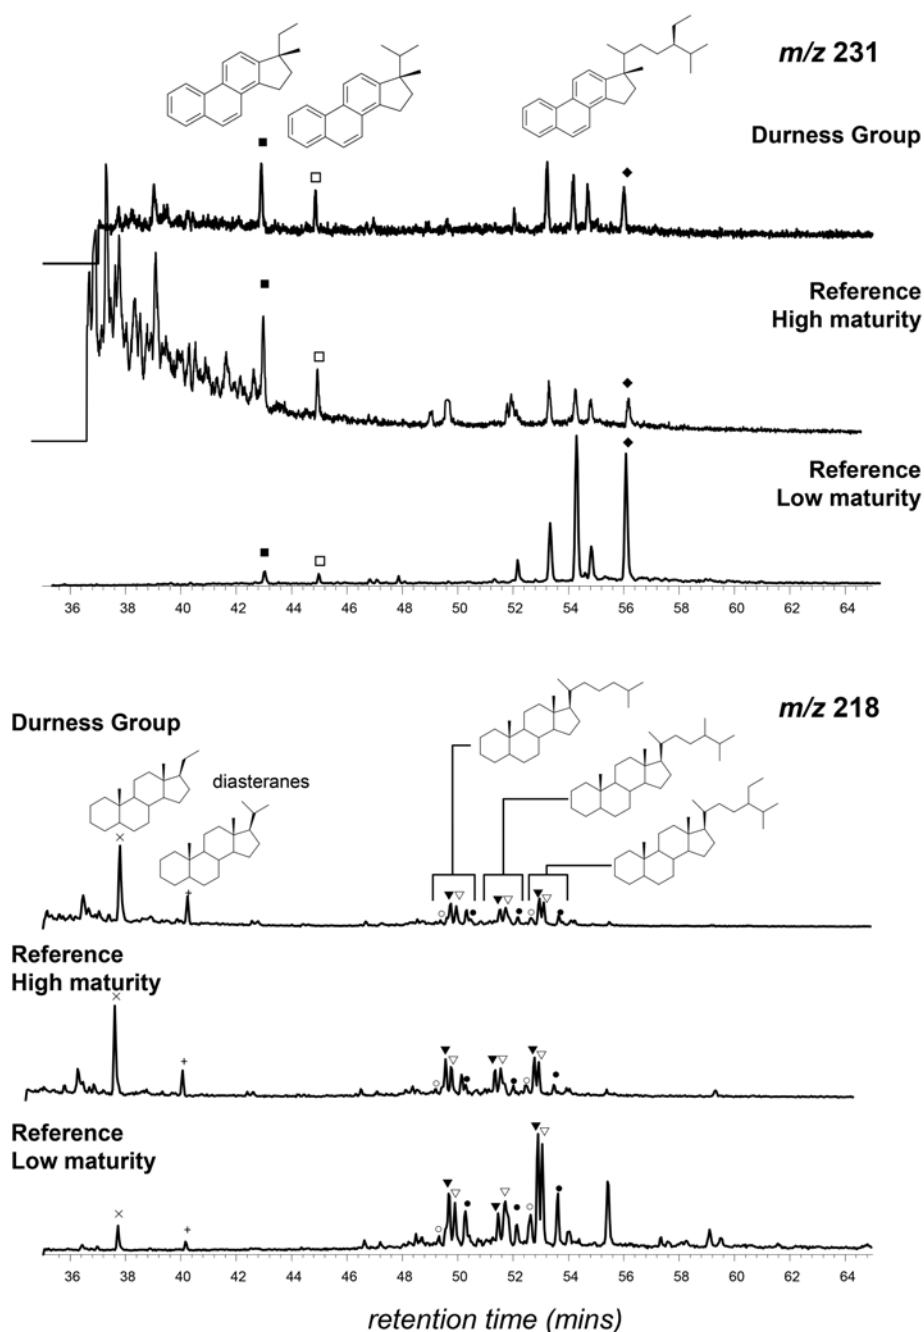 m/z 231
Durness Group
Reference
High maturity
Reference
Low maturity
36 38 40 42 44 46 48 50 52 54 56 58 60 62 64
m/z 218
Durness Group
diasteranes
×
+
Reference
High maturity
×
+
Reference
Low maturity
×
+
36 38 40 42 44 46 48 50 52 54 56 58 60 62 64
retention time (mins)